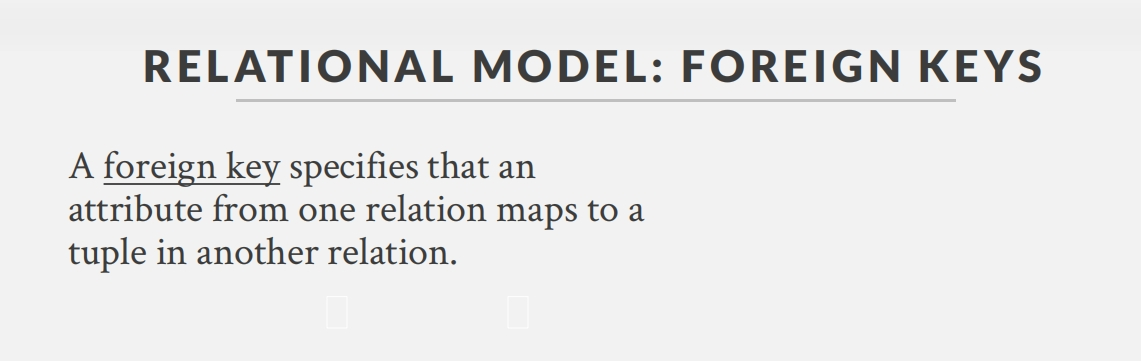 RELATIONAL MODEL: FOREIGN KEYS
A foreign key specifies that an
attribute from one relation maps to a
tuple in another relation.